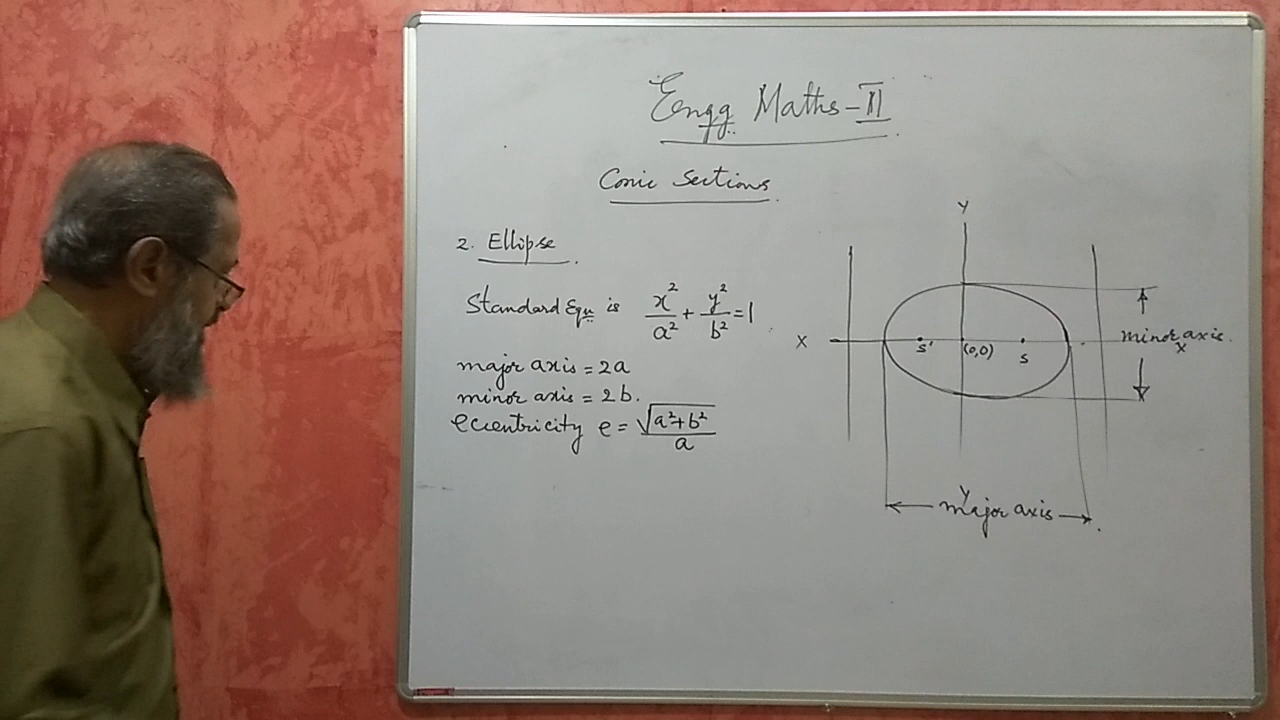 Engg Maths-II
Conic Sections
2. Ellipse
Standard Equ is x²/a² + y²/b² = 1
major axis = 2a
minor axis = 2b.
eccentricity e = √(a²+b²)/a
Y
X S' (0,0) S X
minor axis.
Y
major axis